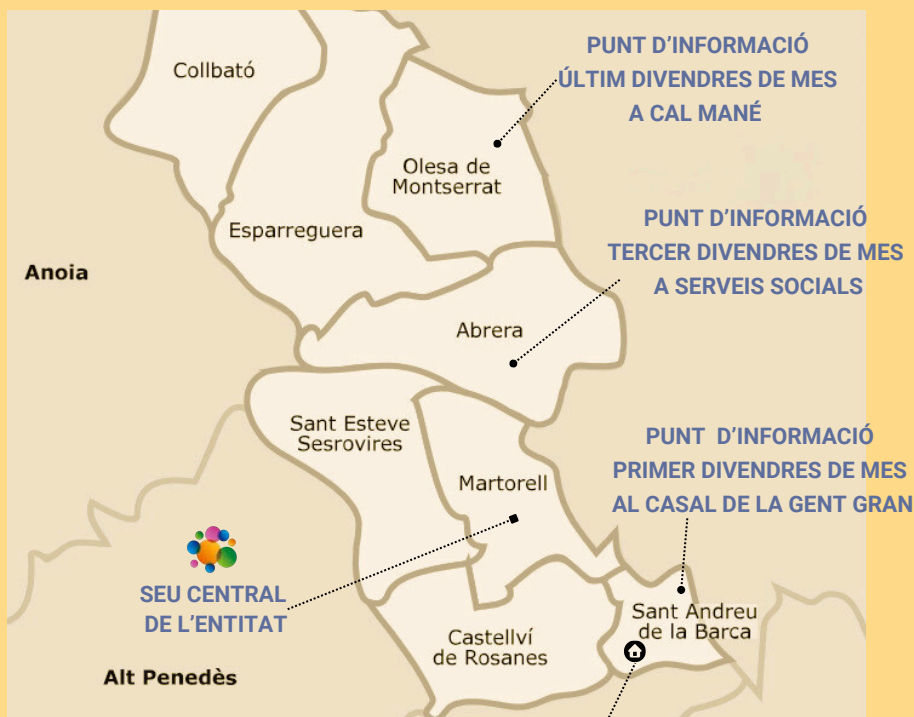 PUNT D'INFORMACIÓ
ÚLTIM DIVENDRES DE MES
A CAL MANÉ
Collbató
Olesa de
Montserrat
PUNT D'INFORMACIÓ
TERCER DIVENDRES DE MES
A SERVEIS SOCIALS
Esparreguera
Anoia
Abrera
Sant Esteve
Sesrovires
PUNT D'INFORMACIÓ
PRIMER DIVENDRES DE MES
AL CASAL DE LA GENT GRAN
Martorell
SEU CENTRAL
DE L'ENTITAT
Sant Andreu
de la Barca
Castellví
de Rosanes
Alt Penedès